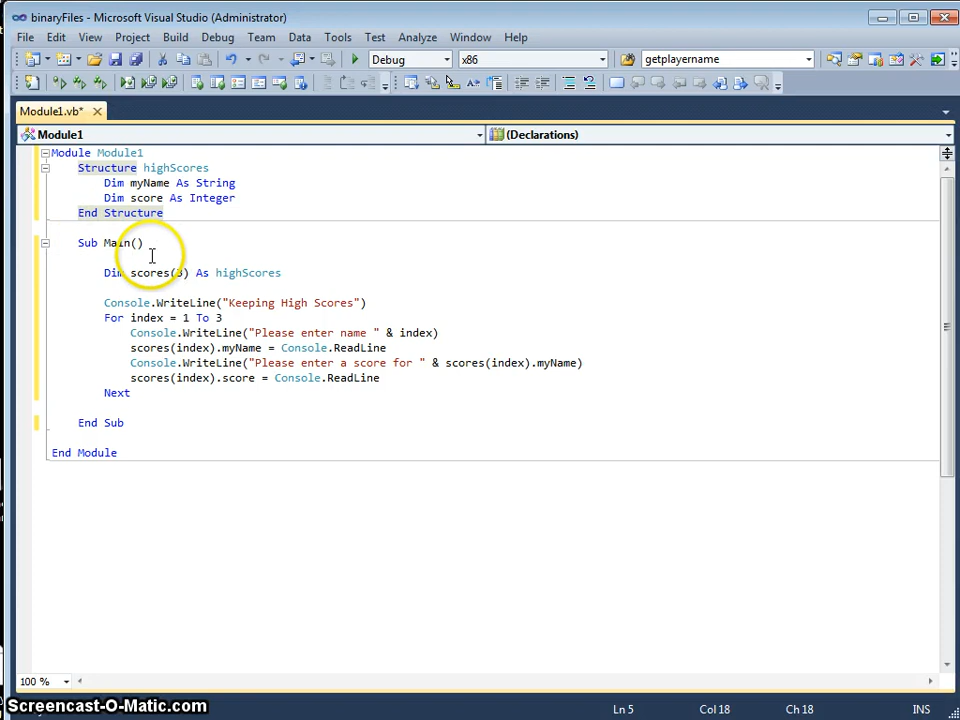 binaryFiles - Microsoft Visual Studio (Administrator)
File Edit View Project Build Debug Team Data Tools Test Analyze Window Help
Debug x86 getplayername
Module1.vb*
Module1 (Declarations)
Module Module1
Structure highScores
Dim myName As String
Dim score As Integer
End Structure
Sub Main()
Dim scores(3) As highScores
Console.WriteLine("Keeping High Scores")
For index = 1 To 3
Console.WriteLine("Please enter name " & index)
scores(index).myName = Console.ReadLine
Console.WriteLine("Please enter a score for " & scores(index).myName)
scores(index).score = Console.ReadLine
Next
End Sub
End Module
100 %
Screencast-O-Matic.com Ln 5 Col 18 Ch 18 INS